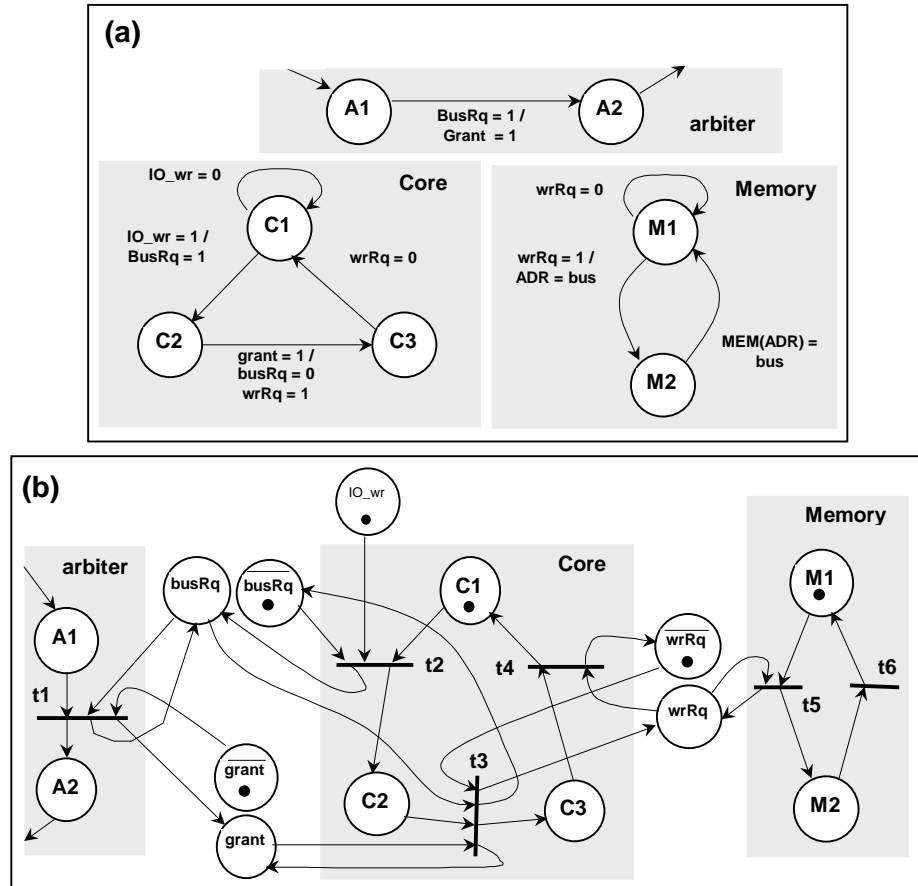 (a)
A1
A2
BusRq = 1 /
Grant = 1
arbiter
IO_wr = 0
Core
C1
IO_wr = 1 /
BusRq = 1
wrRq = 0
C2
C3
grant = 1 /
busRq = 0
wrRq = 1
wrRq = 0
Memory
M1
wrRq = 1 /
ADR = bus
MEM(ADR) =
bus
M2
(b)
IO_wr
Memory
arbiter
busRq
busRq
C1
Core
M1
A1
t2
t4
wrRq
t6
t1
wrRq
t5
t3
A2
grant
C2
C3
M2
grant